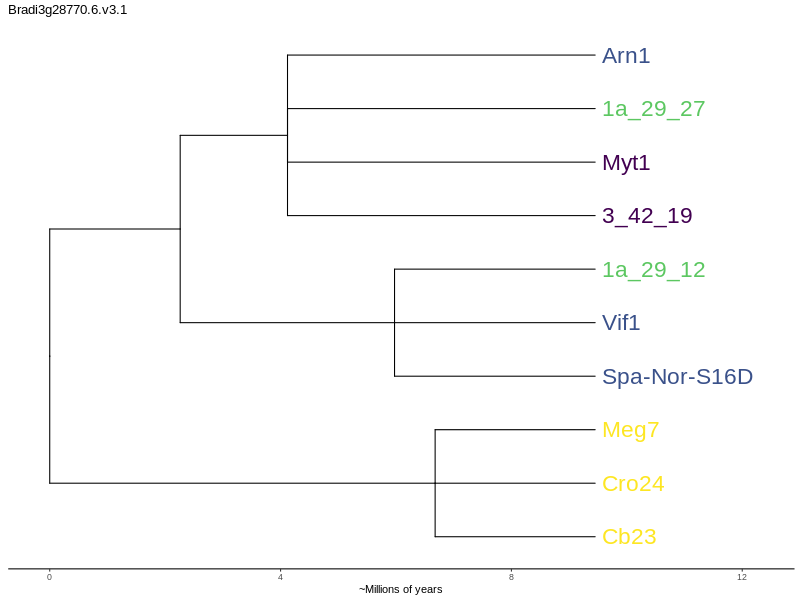 Bradi3g28770.6.v3.1
Arn1
1a_29_27
Myt1
3_42_19
1a_29_12
Vif1
Spa-Nor-S16D
Meg7
Cro24
Cb23
0 4 8 12
~Millions of years